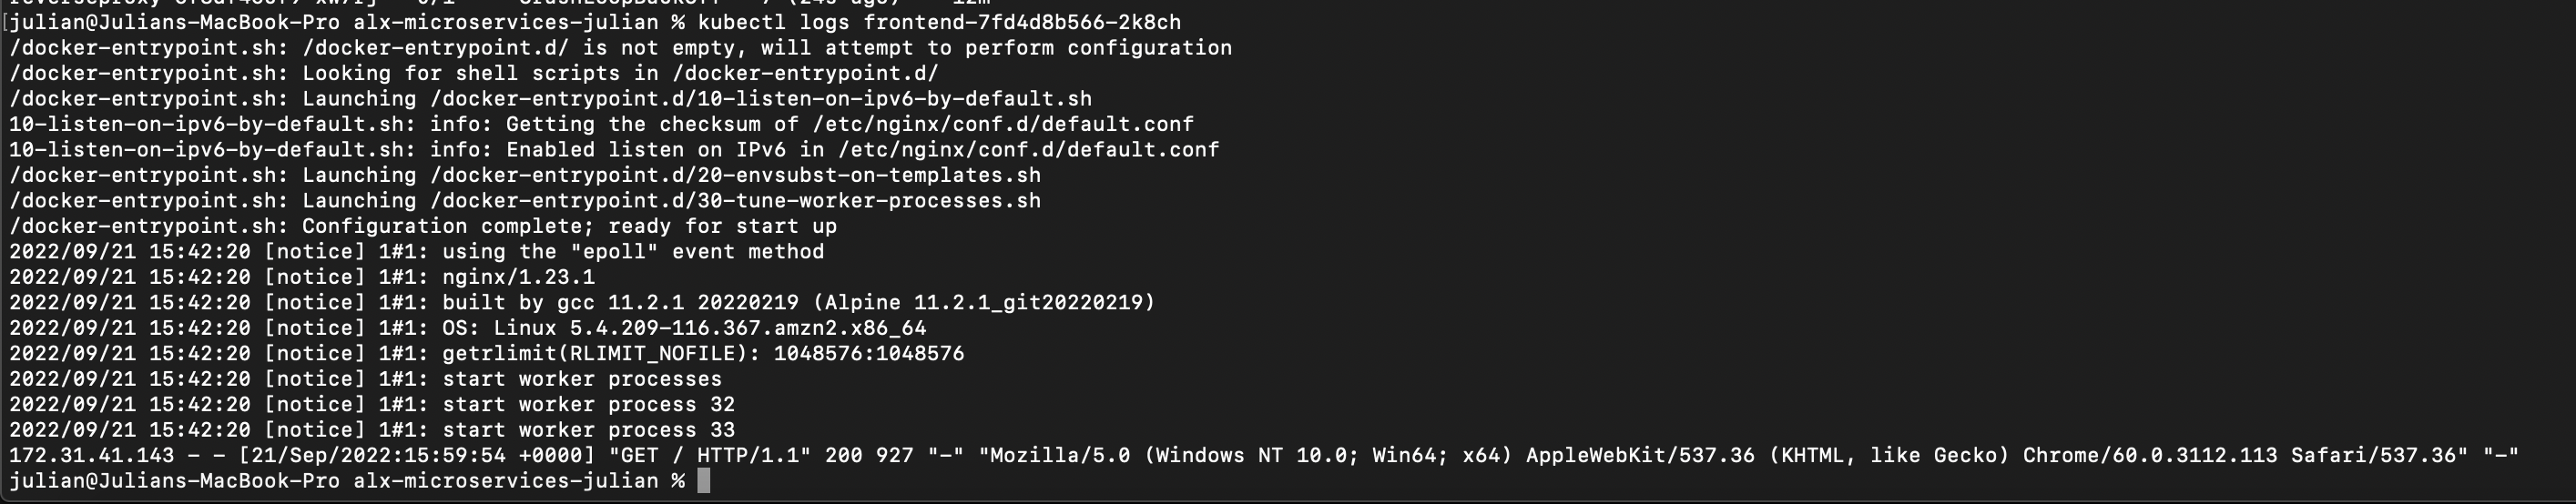 [julian@Julians-MacBook-Pro alx-microservices-julian % kubectl logs frontend-7fd4d8b566-2k8ch
/docker-entrypoint.sh: /docker-entrypoint.d/ is not empty, will attempt to perform configuration
/docker-entrypoint.sh: Looking for shell scripts in /docker-entrypoint.d/
/docker-entrypoint.sh: Launching /docker-entrypoint.d/10-listen-on-ipv6-by-default.sh
10-listen-on-ipv6-by-default.sh: info: Getting the checksum of /etc/nginx/conf.d/default.conf
10-listen-on-ipv6-by-default.sh: info: Enabled listen on IPv6 in /etc/nginx/conf.d/default.conf
/docker-entrypoint.sh: Launching /docker-entrypoint.d/20-envsubst-on-templates.sh
/docker-entrypoint.sh: Launching /docker-entrypoint.d/30-tune-worker-processes.sh
/docker-entrypoint.sh: Configuration complete; ready for start up
2022/09/21 15:42:20 [notice] 1#1: using the "epoll" event method
2022/09/21 15:42:20 [notice] 1#1: nginx/1.23.1
2022/09/21 15:42:20 [notice] 1#1: built by gcc 11.2.1 20220219 (Alpine 11.2.1_git20220219)
2022/09/21 15:42:20 [notice] 1#1: OS: Linux 5.4.209-116.367.amzn2.x86_64
2022/09/21 15:42:20 [notice] 1#1: getrlimit(RLIMIT_NOFILE): 1048576:1048576
2022/09/21 15:42:20 [notice] 1#1: start worker processes
2022/09/21 15:42:20 [notice] 1#1: start worker process 32
2022/09/21 15:42:20 [notice] 1#1: start worker process 33
172.31.41.143 - - [21/Sep/2022:15:59:54 +0000] "GET / HTTP/1.1" 200 927 "-" "Mozilla/5.0 (Windows NT 10.0; Win64; x64) AppleWebKit/537.36 (KHTML, like Gecko) Chrome/60.0.3112.113 Safari/537.36" "-"
julian@Julians-MacBook-Pro alx-microservices-julian %